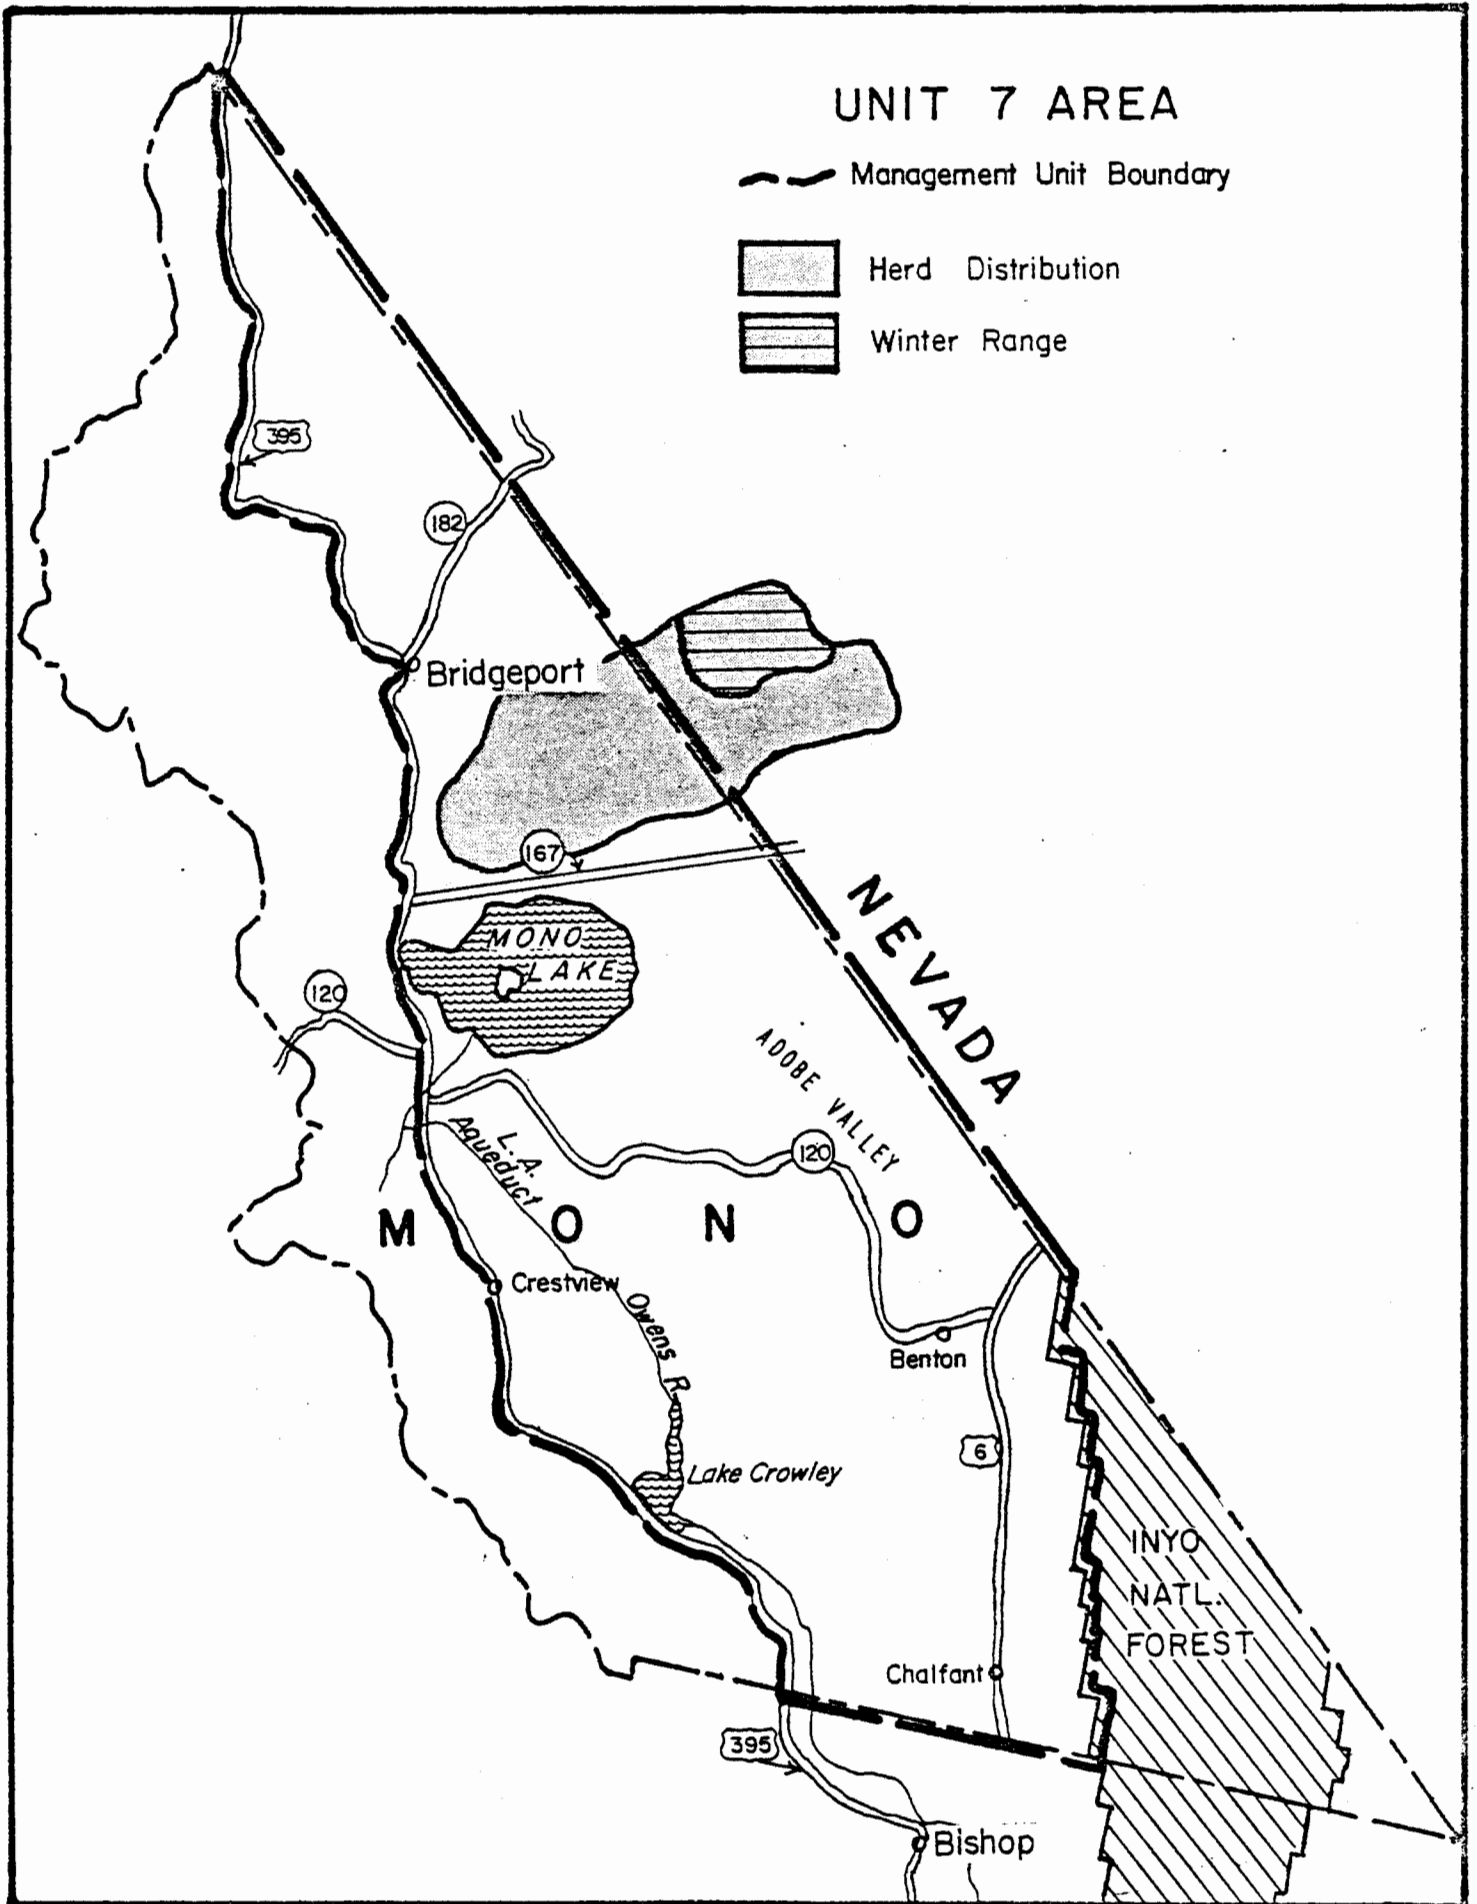 UNIT 7 AREA
Management Unit Boundary
Herd Distribution
Winter Range
395
182
Bridgeport
167
NEVADA
MONO
LAKE
120
ADOBE VALLEY
120
L.A.
Aqueduct
M O N O
Crestview
Owens R.
Benton
6
Lake Crowley
INYO
NATL.
FOREST
Chalfant
395
Bishop